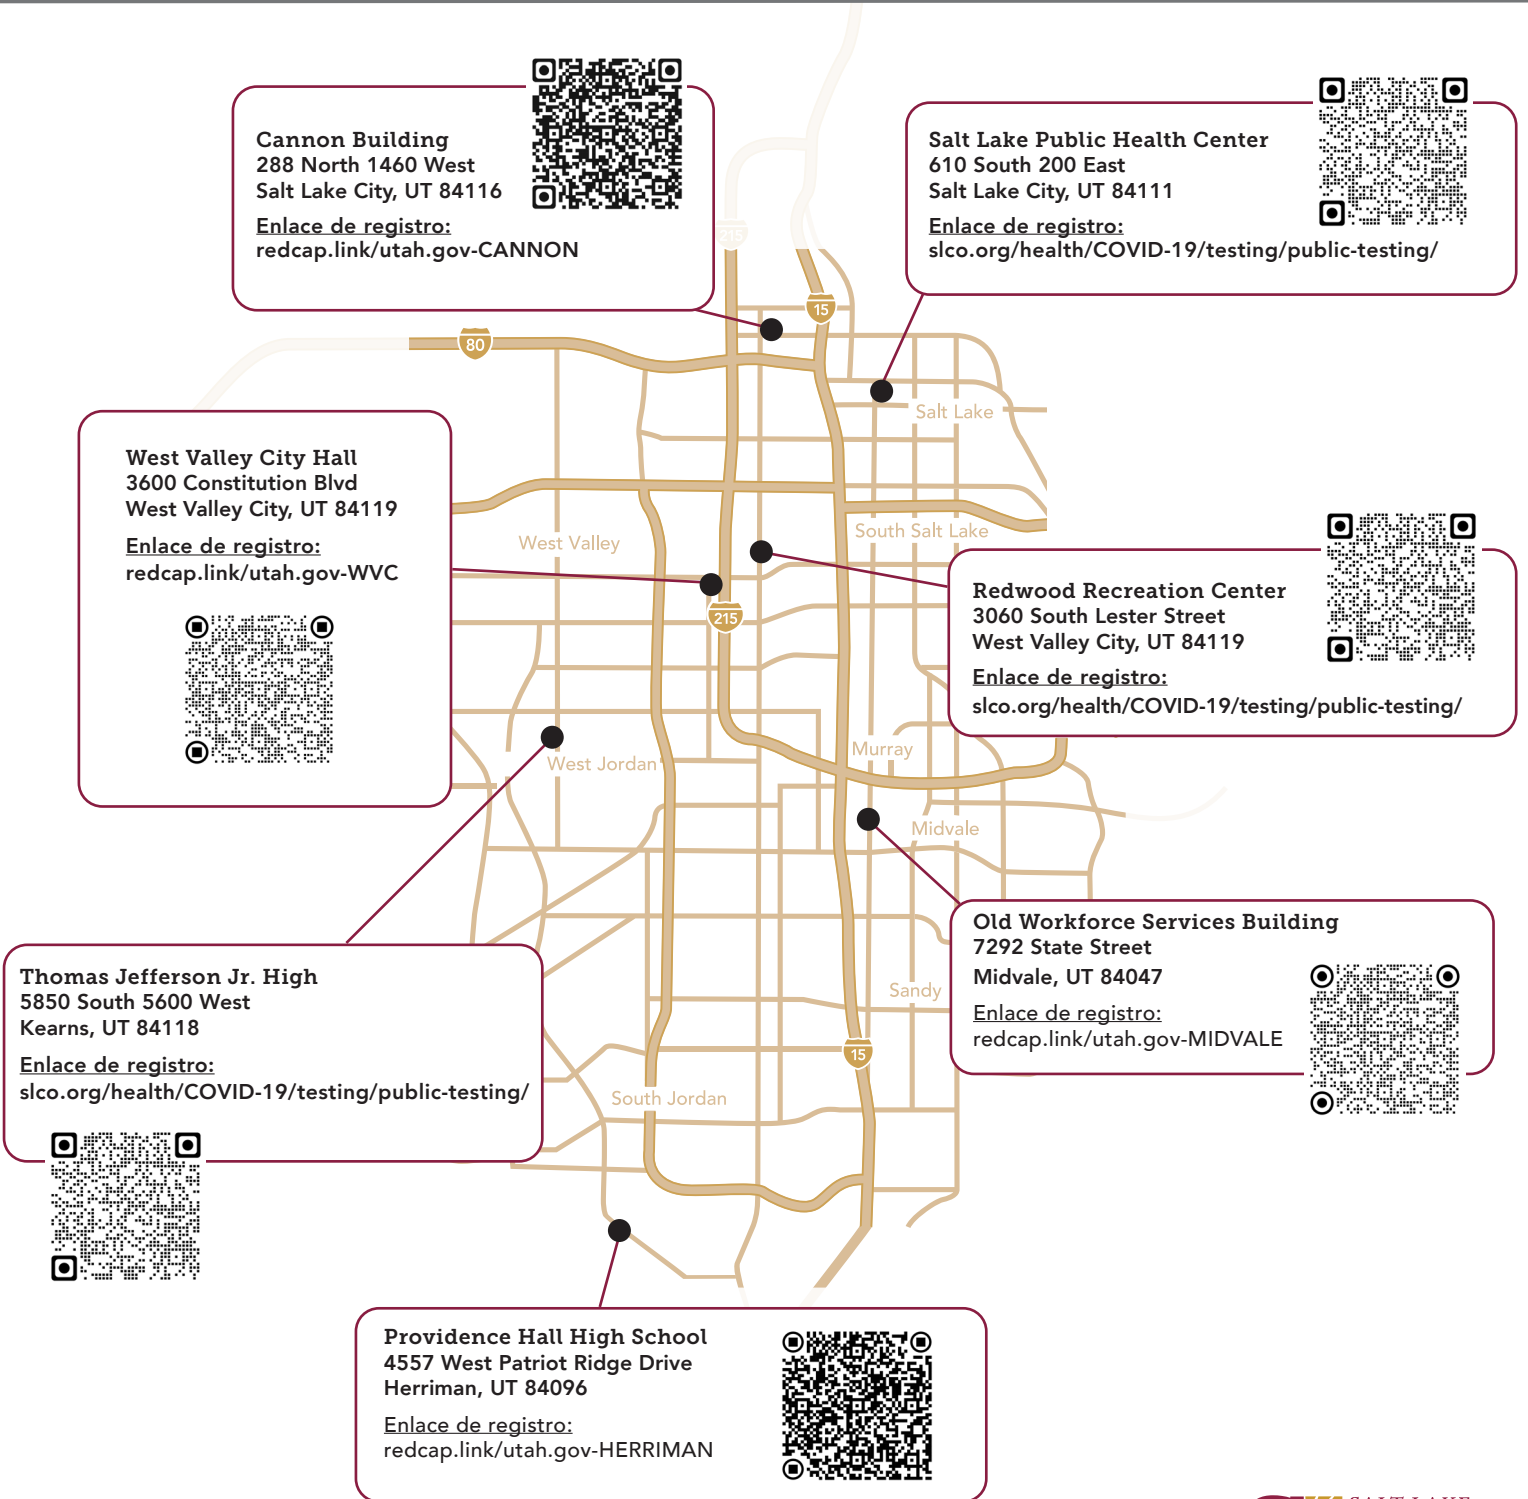 Cannon Building
288 North 1460 West
Salt Lake City, UT 84116
Enlace de registro:
redcap.link/utah.gov-CANNON
Salt Lake Public Health Center
610 South 200 East
Salt Lake City, UT 84111
Enlace de registro:
slco.org/health/COVID-19/testing/public-testing/
215
15
80
Salt Lake
West Valley City Hall
3600 Constitution Blvd
West Valley City, UT 84119
Enlace de registro:
redcap.link/utah.gov-WVC
West Valley
South Salt Lake
215
Redwood Recreation Center
3060 South Lester Street
West Valley City, UT 84119
Enlace de registro:
slco.org/health/COVID-19/testing/public-testing/
Murray
West Jordan
Midvale
Old Workforce Services Building
7292 State Street
Midvale, UT 84047
Enlace de registro:
redcap.link/utah.gov-MIDVALE
Thomas Jefferson Jr. High
5850 South 5600 West
Kearns, UT 84118
Enlace de registro:
slco.org/health/COVID-19/testing/public-testing/
Sandy
15
South Jordan
Providence Hall High School
4557 West Patriot Ridge Drive
Herriman, UT 84096
Enlace de registro:
redcap.link/utah.gov-HERRIMAN
SALT LAKE